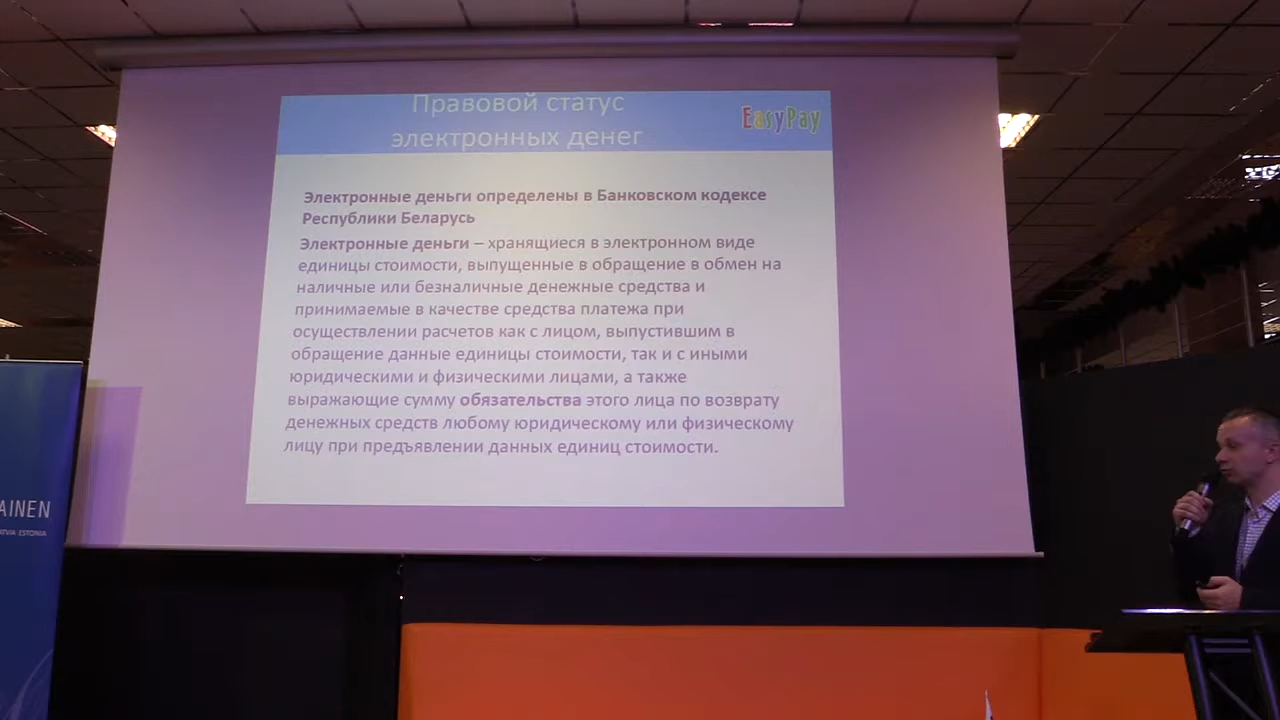 Правовой статус
электронных денег
EasyPay
Электронные деньги определены в Банковском кодексе
Республики Беларусь
Электронные деньги – хранящиеся в электронном виде
единицы стоимости, выпущенные в обращение в обмен на
наличные или безналичные денежные средства и
принимаемые в качестве средства платежа при
осуществлении расчетов как с лицом, выпустившим в
обращение данные единицы стоимости, так и с иными
юридическими и физическими лицами, а также
выражающие сумму обязательства этого лица по возврату
денежных средств любому юридическому или физическому
лицу при предъявлении данных единиц стоимости.
AINEN
ESTONIA